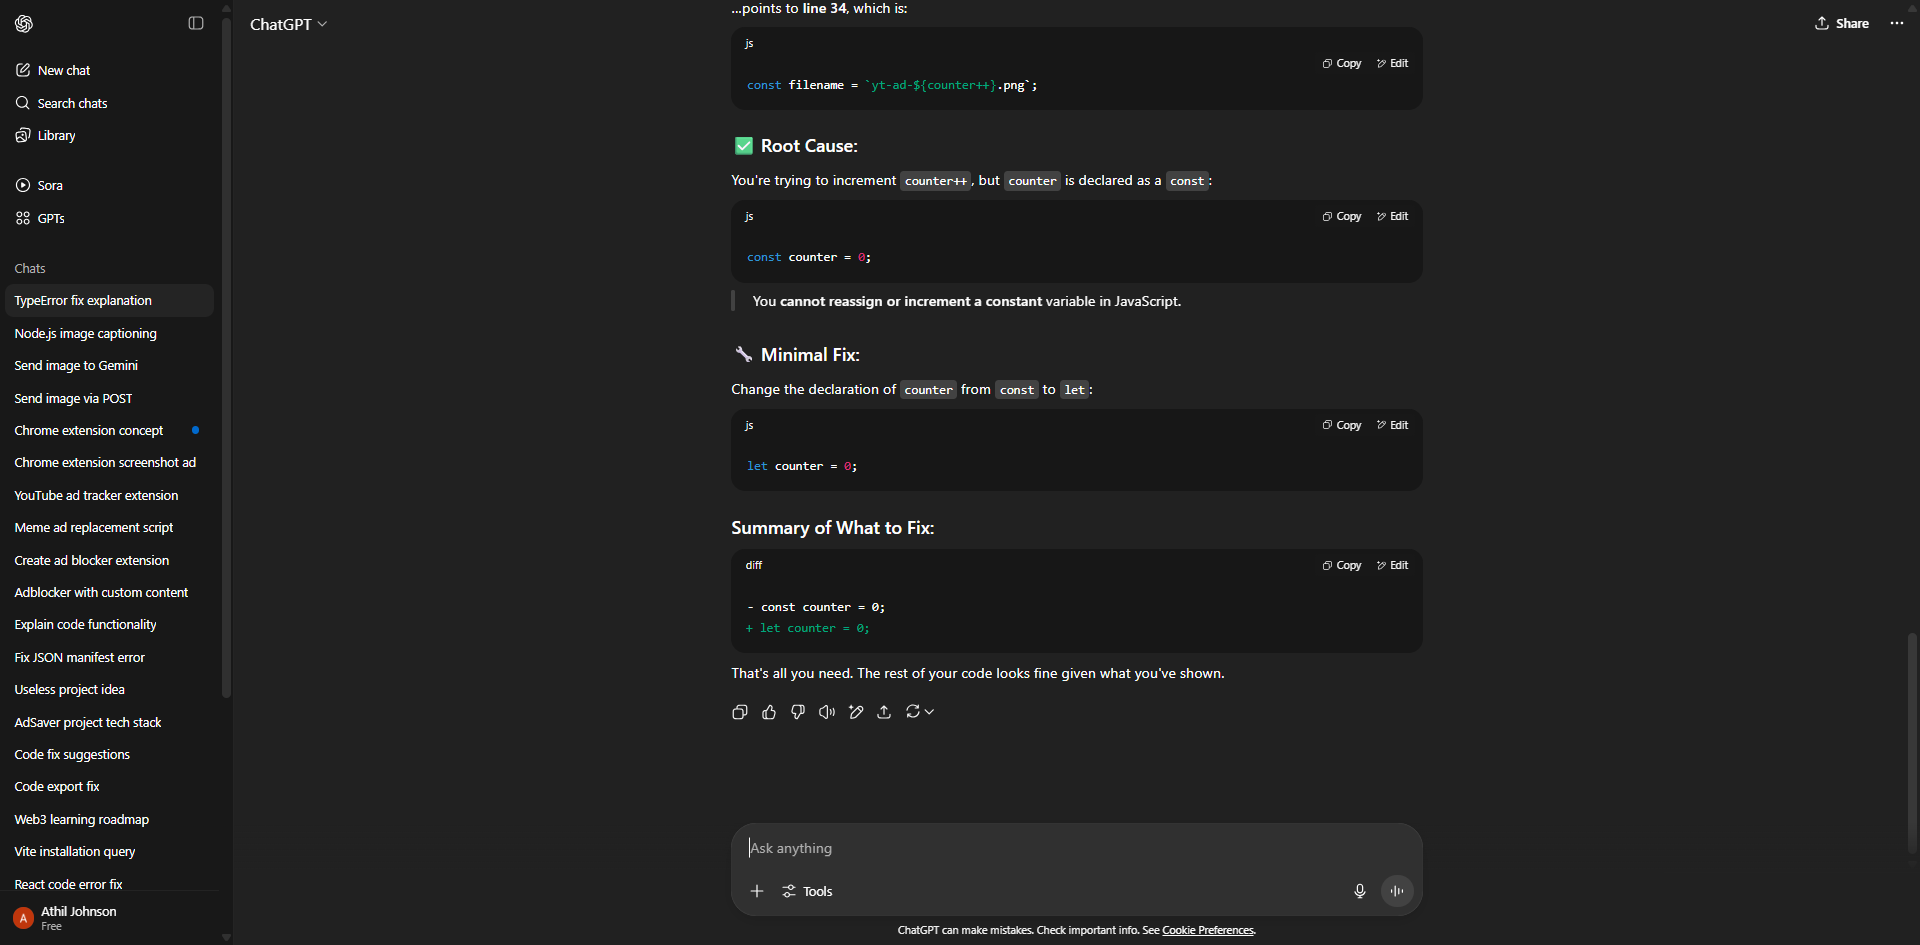 ChatGPT
Share
New chat
Search chats
Library
Sora
GPTs
Chats
TypeError fix explanation
Node.js image captioning
Send image to Gemini
Send image via POST
Chrome extension concept
Chrome extension screenshot ad
YouTube ad tracker extension
Meme ad replacement script
Create ad blocker extension
Adblocker with custom content
Explain code functionality
Fix JSON manifest error
Useless project idea
AdSaver project tech stack
Code fix suggestions
Code export fix
Web3 learning roadmap
Vite installation query
React code error fix
A
Athil Johnson
Free
...points to line 34, which is:
js
Copy Edit
const filename = `yt-ad-${counter++}.png`;
✅ Root Cause:
You're trying to increment counter++, but counter is declared as a const:
js
Copy Edit
const counter = 0;
You cannot reassign or increment a constant variable in JavaScript.
🔧 Minimal Fix:
Change the declaration of counter from const to let:
js
Copy Edit
let counter = 0;
Summary of What to Fix:
diff
Copy Edit
- const counter = 0;
+ let counter = 0;
That's all you need. The rest of your code looks fine given what you've shown.
Ask anything
Tools
ChatGPT can make mistakes. Check important info. See Cookie Preferences.